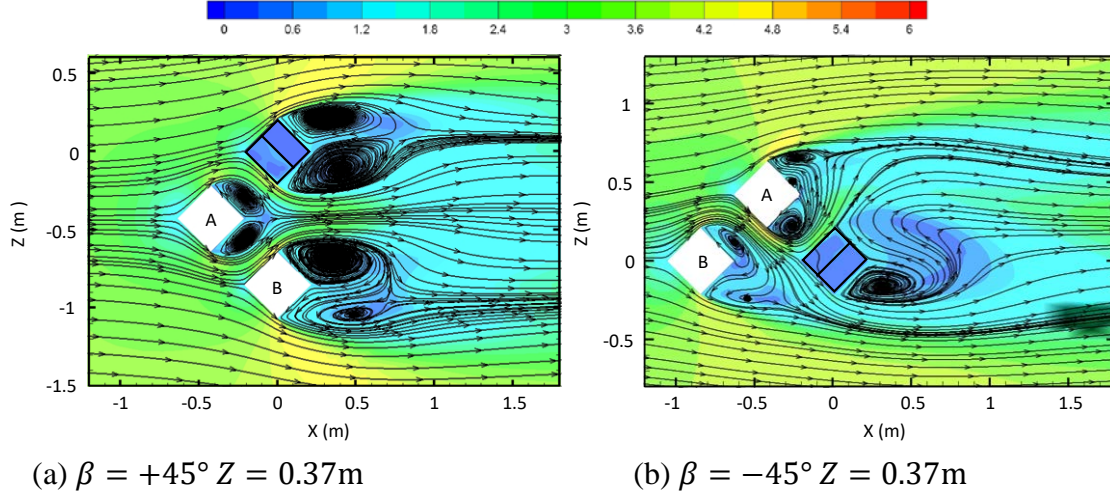 0 0.6 1.2 1.8 2.4 3 3.6 4.2 4.8 5.4 6
0.5
0
-0.5
-1
-1.5
Z (m )
A
B
-1 -0.5 0 0.5 1 1.5
X (m)
1
0.5
0
-0.5
Z (m )
A
B
-1 -0.5 0 0.5 1 1.5
X (m)
(a) β = +45° Z = 0.37m
(b) β = −45° Z = 0.37m